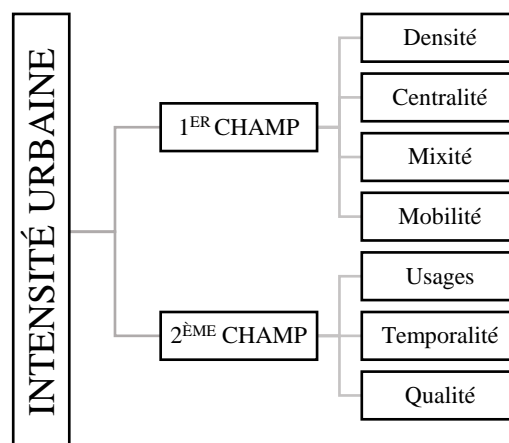 INTENSITÉ URBAINE
1ER CHAMP
Densité
Centralité
Mixité
Mobilité
2ÈME CHAMP
Usages
Temporalité
Qualité